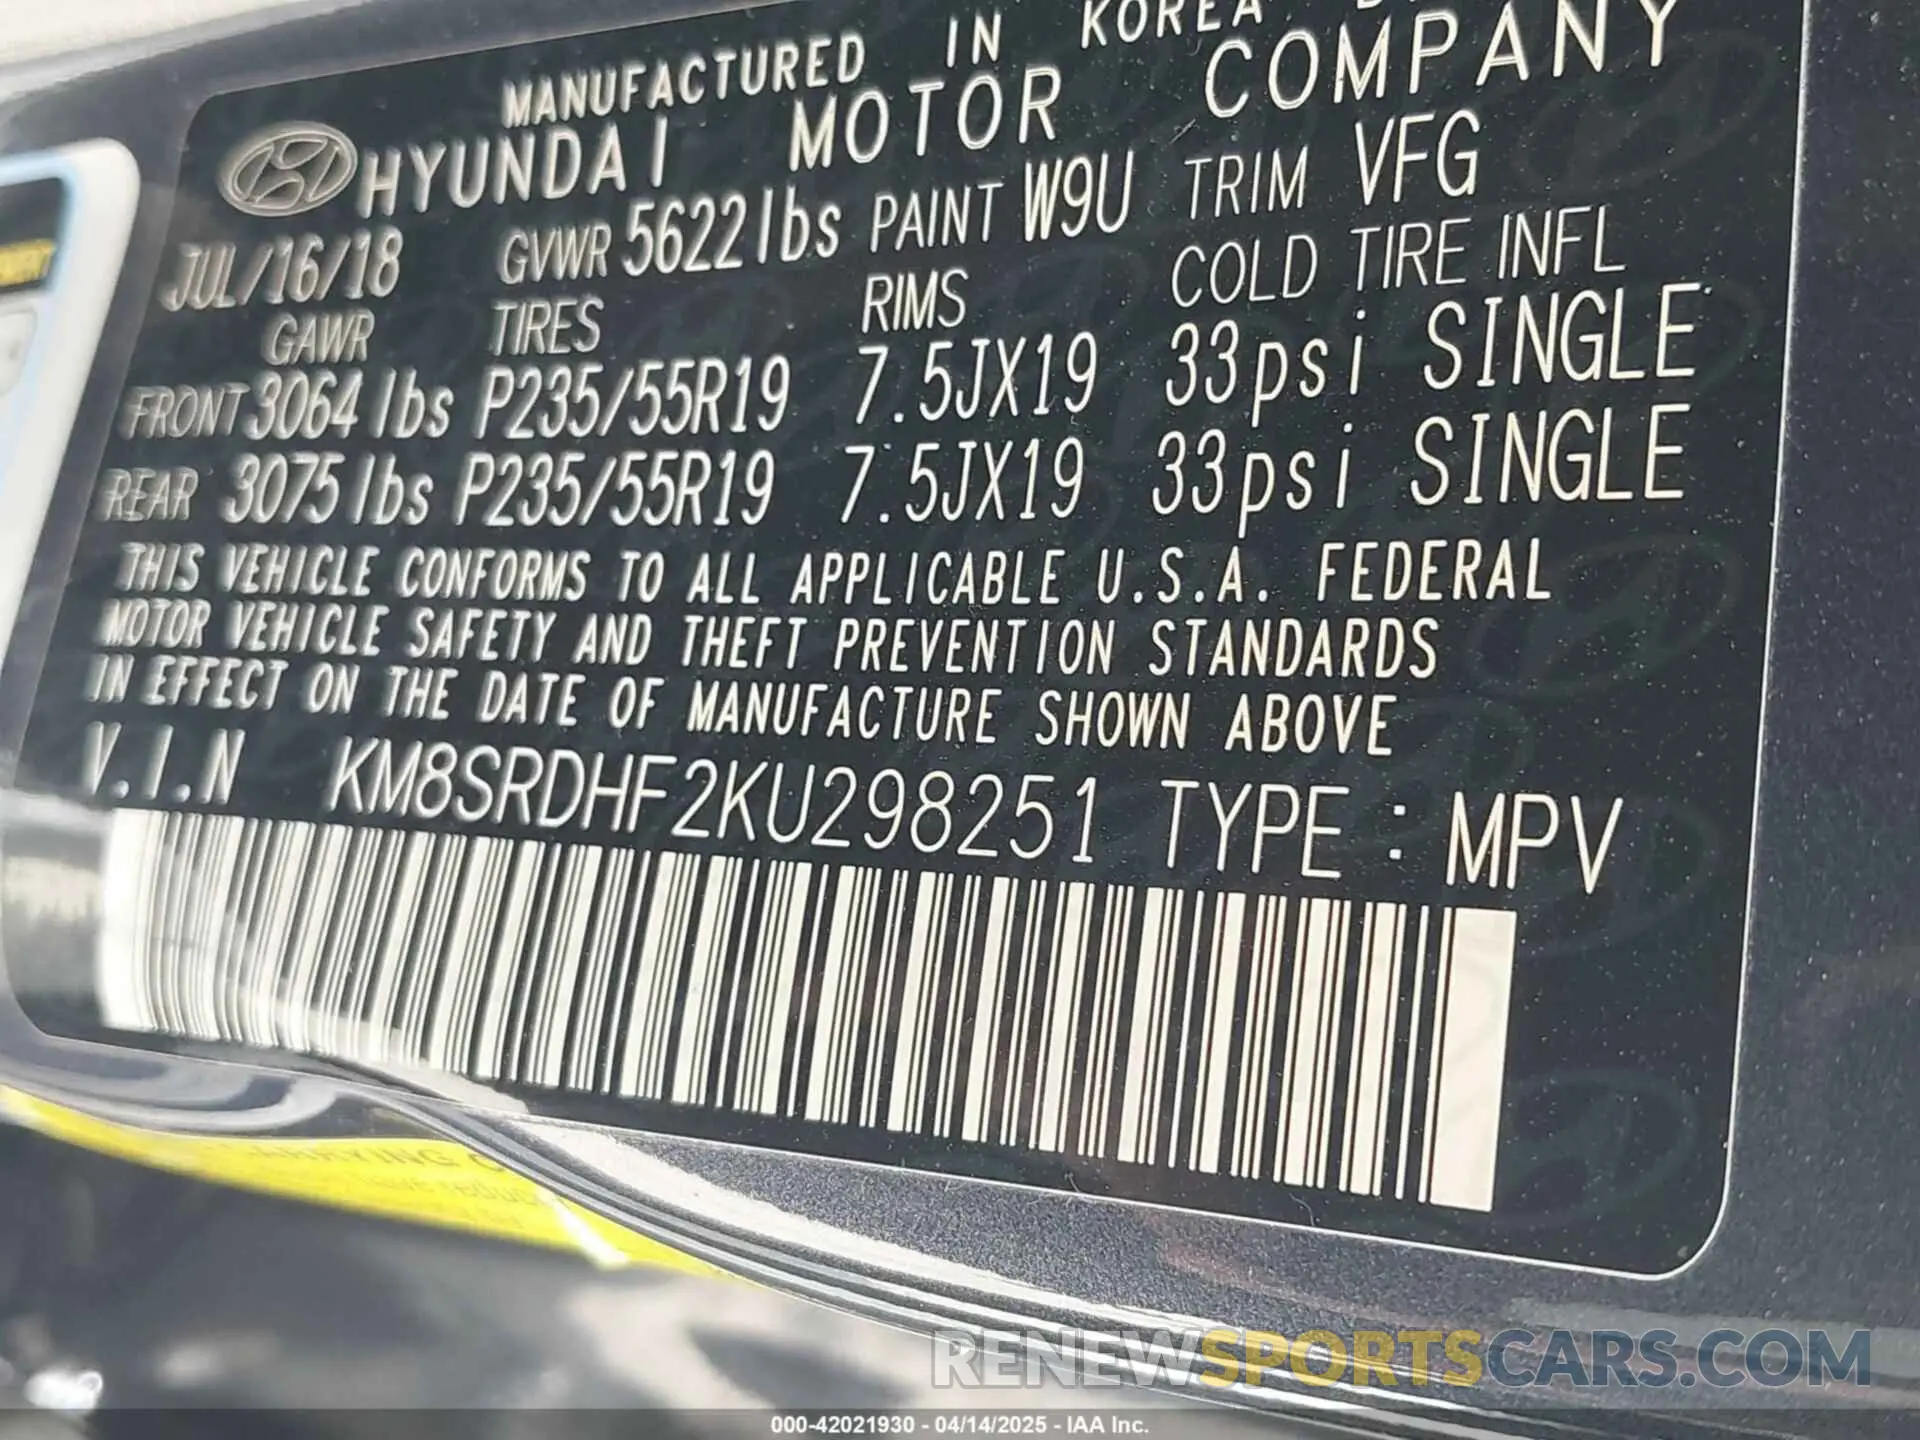 MANUFACTURED IN KOREA
HYUNDAI MOTOR COMPANY
JUL/16/18 GVWR 5622lbs PAINT W9U TRIM VFG
GAWR TIRES RIMS COLD TIRE INFL
FRONT 3064 lbs P235/55R19 7.5JX19 33psi SINGLE
REAR 3075 lbs P235/55R19 7.5JX19 33psi SINGLE
THIS VEHICLE CONFORMS TO ALL APPLICABLE U.S.A. FEDERAL
MOTOR VEHICLE SAFETY AND THEFT PREVENTION STANDARDS
IN EFFECT ON THE DATE OF MANUFACTURE SHOWN ABOVE
V.I.N KM8SRDHF2KU298251 TYPE : MPV
RENEWSPORTSCARS.COM
000-42021930 - 04/14/2025 - IAA Inc.